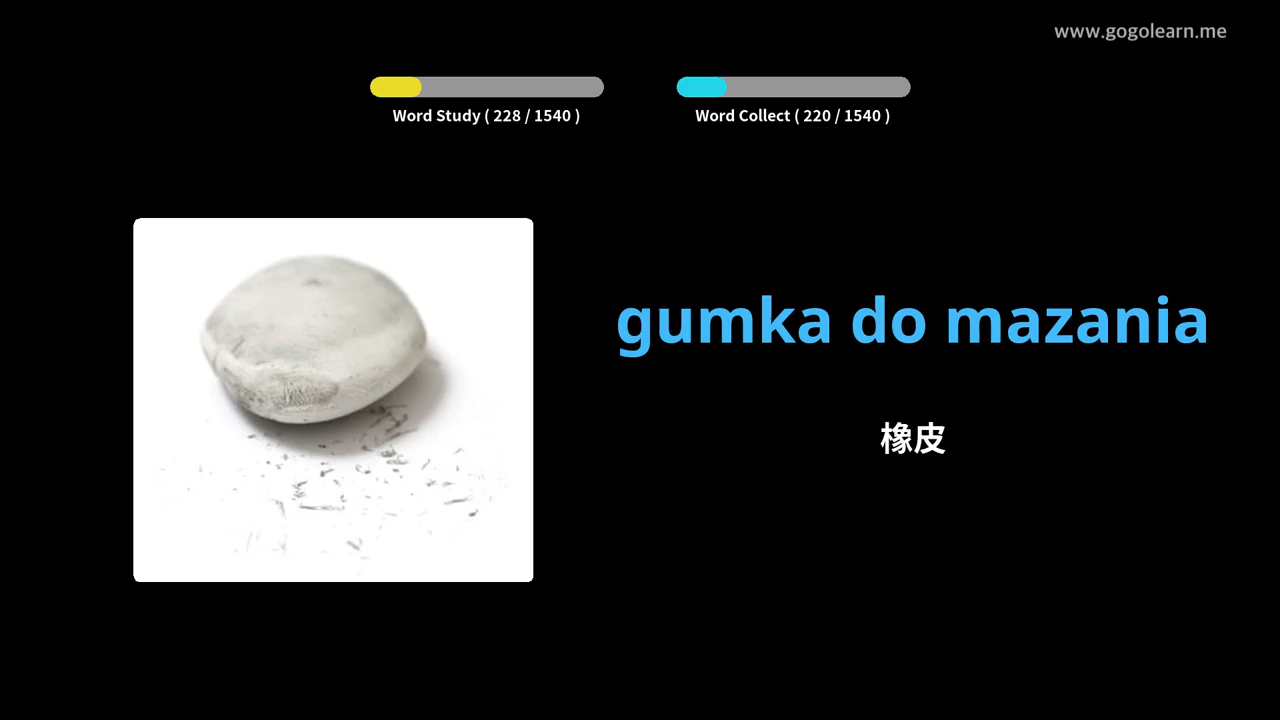 www.gogolearn.me
Word Study ( 228 / 1540 )
Word Collect ( 220 / 1540 )
gumka do mazania
橡皮